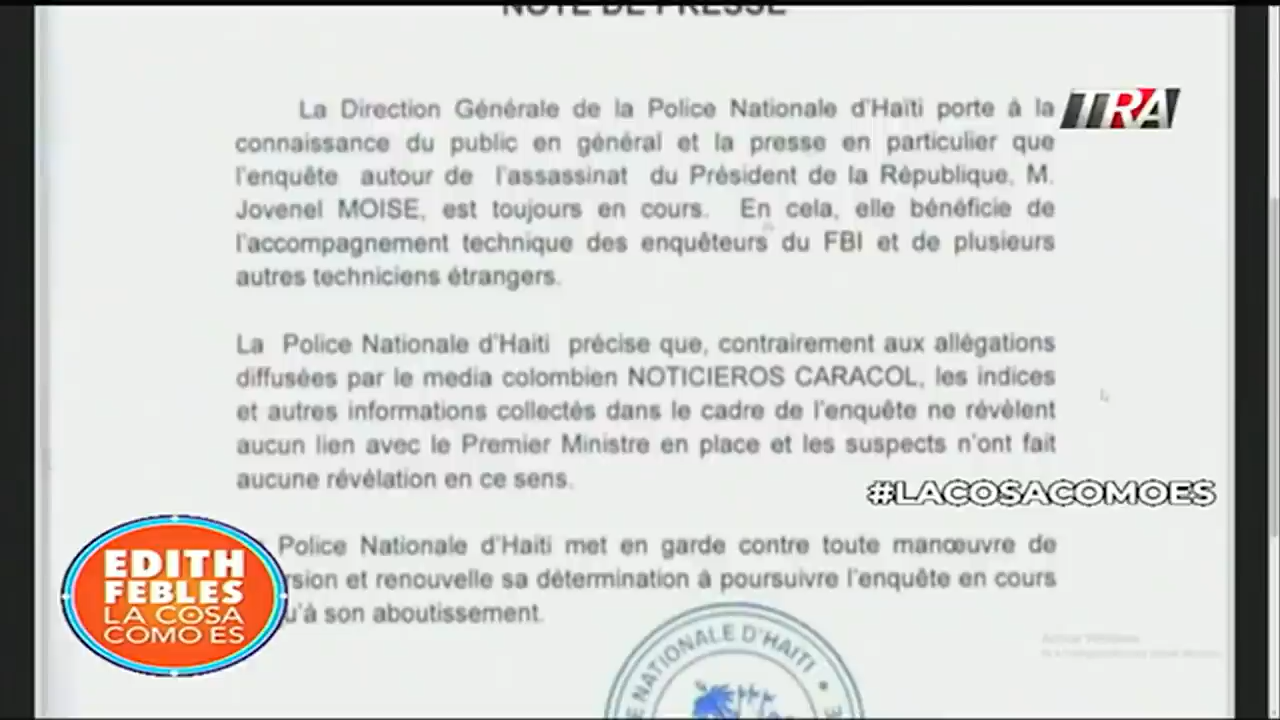 NOTE DE PRESSE
TRA
La Direction Générale de la Police Nationale d'Haïti porte à la
connaissance du public en général et la presse en particulier que
l'enquête autour de l'assassinat du Président de la République, M.
Jovenel MOISE, est toujours en cours. En cela, elle bénéficie de
l'accompagnement technique des enquêteurs du FBI et de plusieurs
autres techniciens étrangers.
La Police Nationale d'Haiti précise que, contrairement aux allégations
diffusées par le media colombien NOTICIEROS CARACOL, les indices
et autres informations collectés dans le cadre de l'enquête ne révèlent
aucun lien avec le Premier Ministre en place et les suspects n'ont fait
aucune révélation en ce sens.
#LACOSACOMOES
Police Nationale d'Haïti met en garde contre toute manœuvre de
rsion et renouvelle sa détermination à poursuivre l'enquête en cours
u'à son aboutissement.
EDITH
FEBLES
LA COSA
COMO ES
E NATIONALE D'HAITI